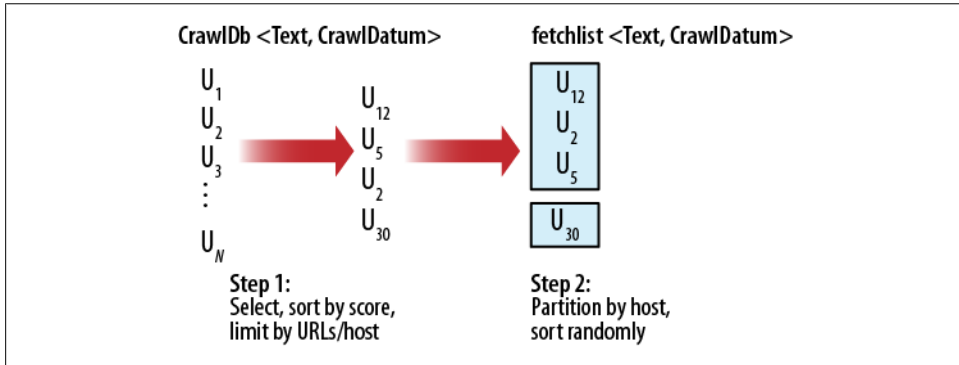 CrawlDb <Text, CrawlDatum>
fetchlist <Text, CrawlDatum>
U1
U2
U3
⋮
UN
U12
U5
U2
U30
U12
U2
U5
U30
Step 1:
Select, sort by score,
limit by URLs/host
Step 2:
Partition by host,
sort randomly